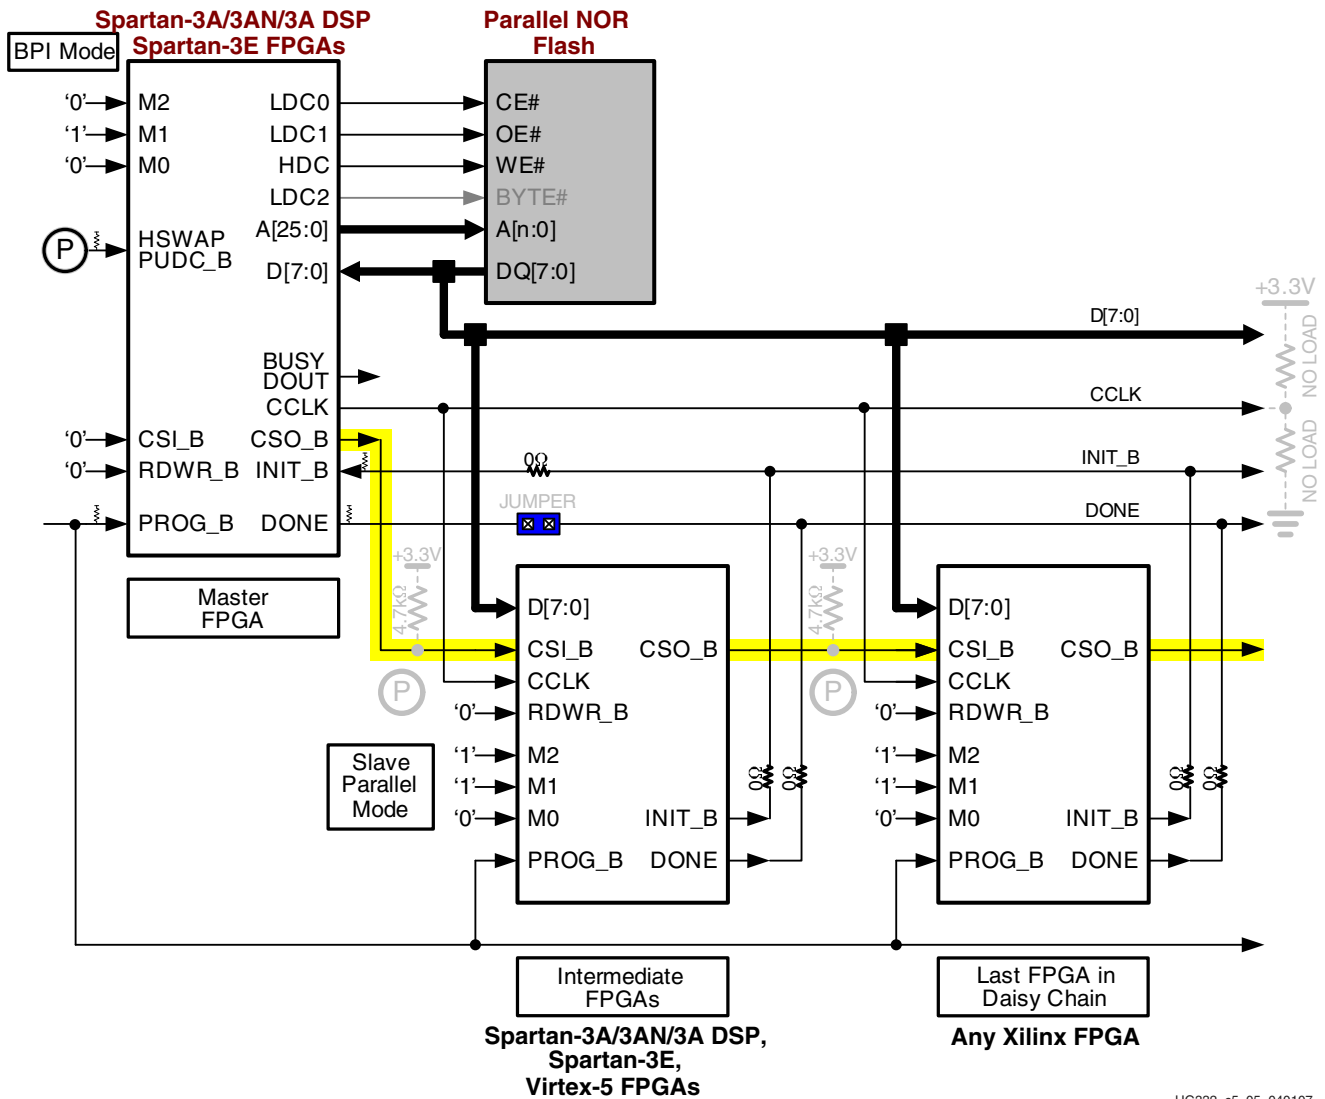 Spartan-3A/3AN/3A DSP
Spartan-3E FPGAs
Parallel NOR
Flash
BPI Mode
'0' M2 LDC0 CE#
'1' M1 LDC1 OE#
'0' M0 HDC WE#
LDC2 BYTE#
A[25:0] A[n:0]
P HSWAP
PUDC_B
D[7:0] DQ[7:0]
+3.3V
D[7:0]
NO LOAD
BUSY
DOUT
CCLK CCLK
'0' CSI_B CSO_B
'0' RDWR_B INIT_B 0Ω INIT_B
NO LOAD
JUMPER
PROG_B DONE DONE
+3.3V +3.3V
Master
FPGA
4.7kΩ 4.7kΩ
D[7:0] D[7:0]
CSI_B CSO_B CSI_B CSO_B
P CCLK P CCLK
'0' RDWR_B '0' RDWR_B
Slave
Parallel
Mode
'1' M2 '1' M2
'1' M1 0Ω 0Ω '1' M1 0Ω 0Ω
'0' M0 INIT_B '0' M0 INIT_B
PROG_B DONE PROG_B DONE
Intermediate
FPGAs
Last FPGA in
Daisy Chain
Spartan-3A/3AN/3A DSP,
Spartan-3E,
Virtex-5 FPGAs
Any Xilinx FPGA